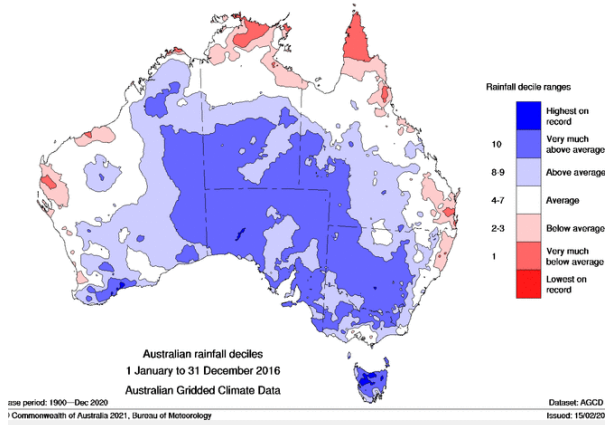 Rainfall decile ranges
Highest on
record
10
Very much
above average
8-9
Above average
4-7
Average
2-3
Below average
1
Very much
below average
Lowest on
record
Australian rainfall deciles
1 January to 31 December 2016
Australian Gridded Climate Data
ase period: 1900—Dec 2020
Dataset: AGCD
Commonwealth of Australia 2021, Bureau of Meteorology
Issued: 15/02/20